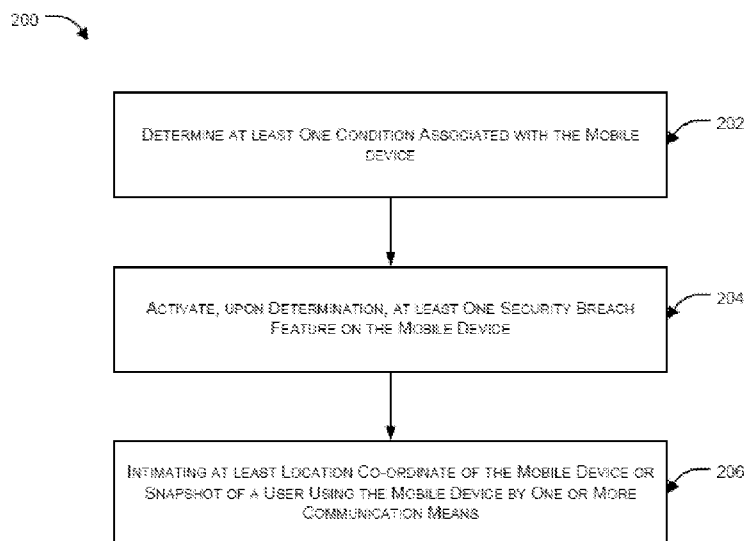 200
DETERMINE AT LEAST ONE CONDITION ASSOCIATED WITH THE MOBILE
DEVICE
202
ACTIVATE, UPON DETERMINATION, AT LEAST ONE SECURITY BREACH
FEATURE ON THE MOBILE DEVICE
204
INTIMATING AT LEAST LOCATION CO-ORDINATE OF THE MOBILE DEVICE OR
SNAPSHOT OF A USER USING THE MOBILE DEVICE BY ONE OR MORE
COMMUNICATION MEANS
206